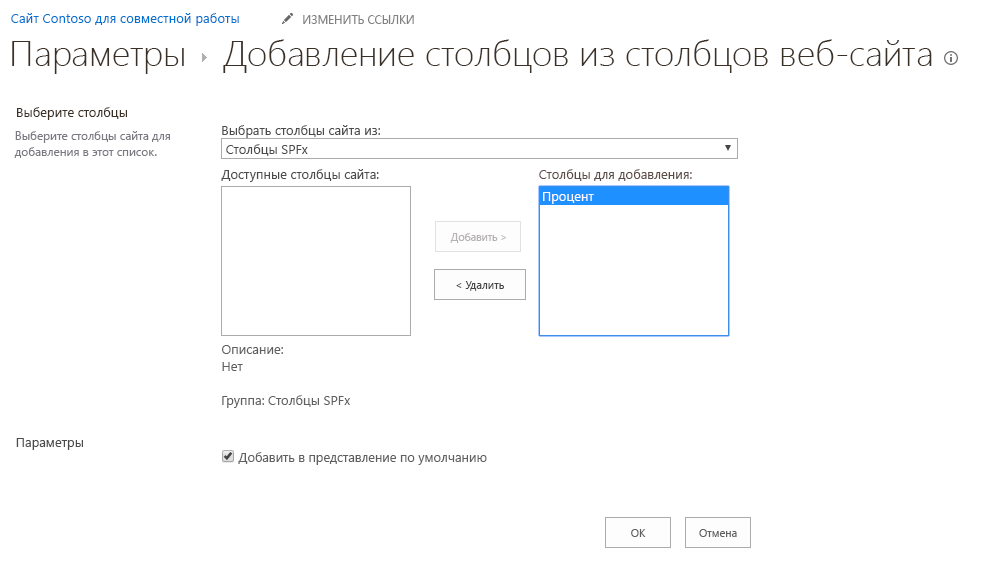 Сайт Contoso для совместной работы
ИЗМЕНИТЬ ССЫЛКИ
Параметры
Добавление столбцов из столбцов веб-сайта
Выберите столбцы
Выберите столбцы сайта для
добавления в этот список.
Выбрать столбцы сайта из:
Столбцы SPFx
Доступные столбцы сайта:
Столбцы для добавления:
Процент
Добавить >
< Удалить
Описание:
Нет
Группа: Столбцы SPFx
Параметры
Добавить в представление по умолчанию
ОК
Отмена